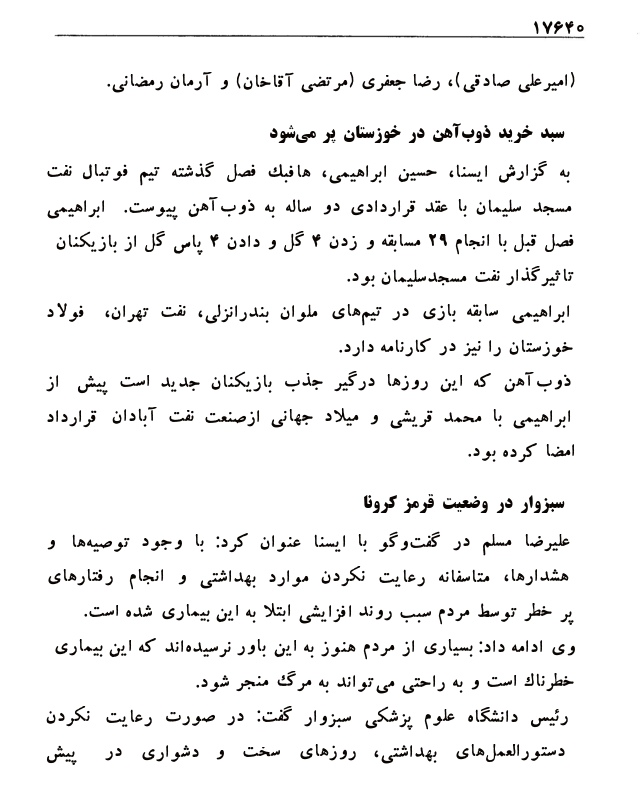 ۱۷۶۴۰
(امیرعلی صادقی)، رضا جعفری (مرتضی آقاخان) و آرمان رمضانی.
سبد خرید ذوب‌آهن در خوزستان پر می‌شود
به گزارش ایسنا، حسین ابراهیمی، هافبک فصل گذشته تیم فوتبال نفت
مسجد سلیمان با عقد قراردادی دو ساله به ذوب‌آهن پیوست. ابراهیمی
فصل قبل با انجام ۲۹ مسابقه و زدن ۴ گل و دادن ۴ پاس گل از بازیکنان
تاثیرگذار نفت مسجدسلیمان بود.
ابراهیمی سابقه بازی در تیم‌های ملوان بندرانزلی، نفت تهران، فولاد
خوزستان را نیز در کارنامه دارد.
ذوب‌آهن که این روزها درگیر جذب بازیکنان جدید است پیش از
ابراهیمی با محمد قریشی و میلاد جهانی ازصنعت نفت آبادان قرارداد
امضا کرده بود.
سبزوار در وضعیت قرمز کرونا
علیرضا مسلم در گفت‌وگو با ایسنا عنوان کرد: با وجود توصیه‌ها و
هشدارها، متاسفانه رعایت نکردن موارد بهداشتی و انجام رفتارهای
پر خطر توسط مردم سبب روند افزایشی ابتلا به این بیماری شده است.
وی ادامه داد: بسیاری از مردم هنوز به این باور نرسیده‌اند که این بیماری
خطرناک است و به راحتی می‌تواند به مرگ منجر شود.
رئیس دانشگاه علوم پزشکی سبزوار گفت: در صورت رعایت نکردن
دستورالعمل‌های بهداشتی، روزهای سخت و دشواری در پیش